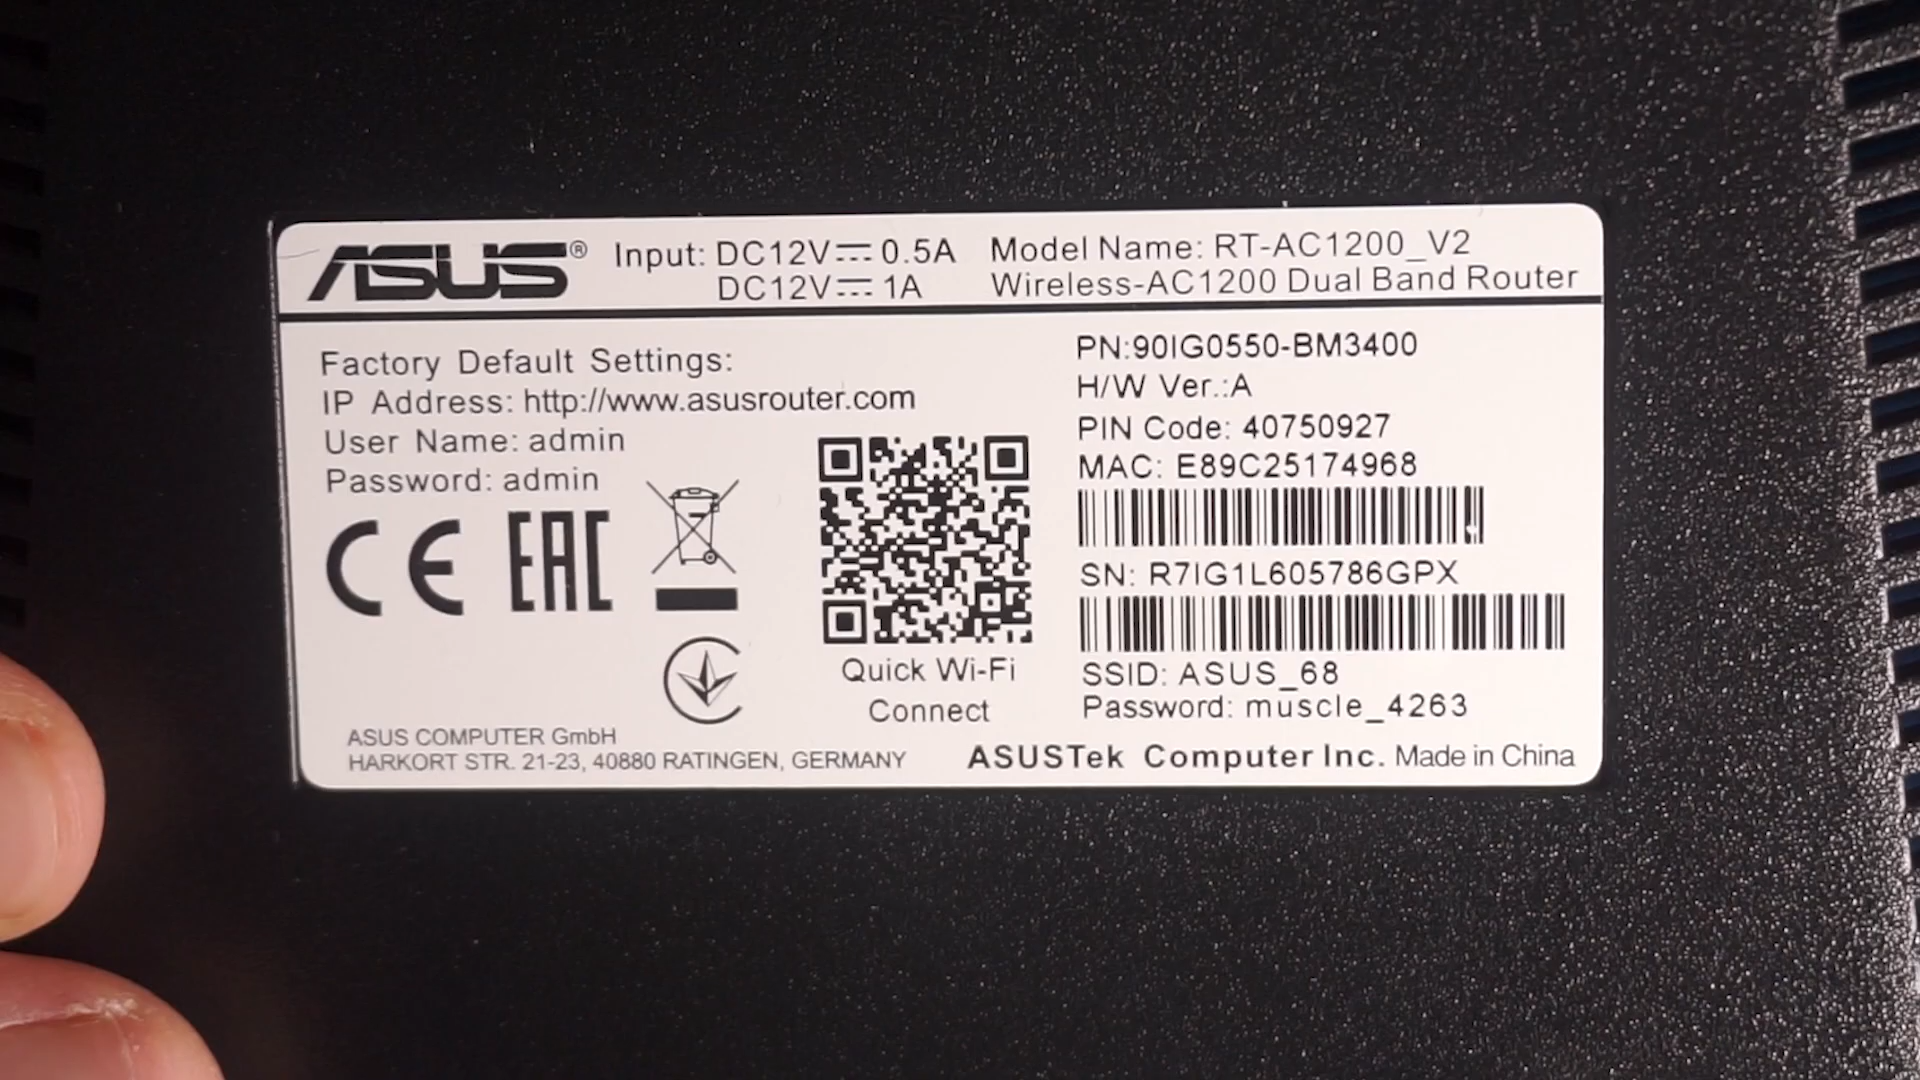 ASUS® Input: DC12V⎓0.5A Model Name: RT-AC1200_V2
DC12V⎓1A Wireless-AC1200 Dual Band Router
Factory Default Settings:
IP Address: http://www.asusrouter.com
User Name: admin
Password: admin
CE EAC
Quick Wi-Fi
Connect
PN:90IG0550-BM3400
H/W Ver.:A
PIN Code: 40750927
MAC: E89C25174968
SN: R7IG1L605786GPX
SSID: ASUS_68
Password: muscle_4263
ASUS COMPUTER GmbH
HARKORT STR. 21-23, 40880 RATINGEN, GERMANY
ASUSTek Computer Inc. Made in China